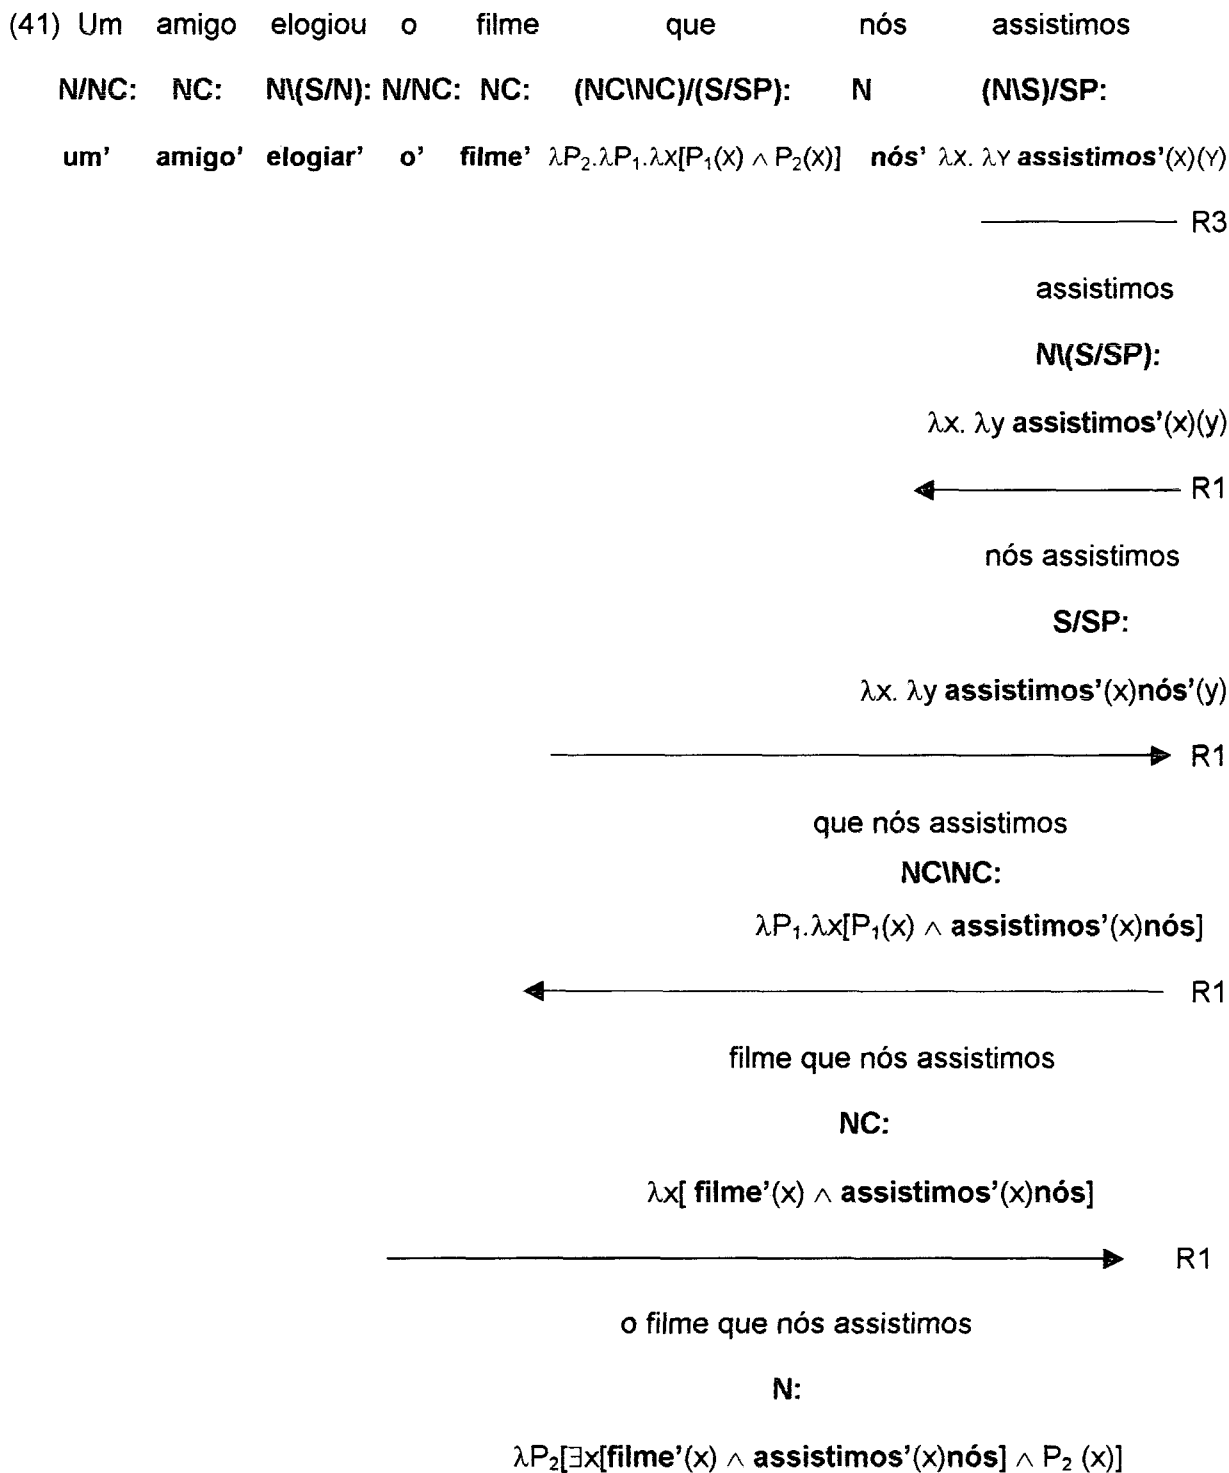 (41) Um amigo elogiou o filme que nós assistimos
N/NC: NC: N\(S/N): N/NC: NC: (NC\NC)/(S/SP): N (N\S)/SP:
um' amigo' elogiar' o' filme' λP₂.λP₁.λx[P₁(x) ∧ P₂(x)] nós' λx. λY assistimos'(x)(Y)
R3
assistimos
N\(S/SP):
λx. λy assistimos'(x)(y)
R1
nós assistimos
S/SP:
λx. λy assistimos'(x)nós'(y)
R1
que nós assistimos
NC\NC:
λP₁.λx[P₁(x) ∧ assistimos'(x)nós]
R1
filme que nós assistimos
NC:
λx[ filme'(x) ∧ assistimos'(x)nós]
R1
o filme que nós assistimos
N:
λP₂[∃x[filme'(x) ∧ assistimos'(x)nós] ∧ P₂ (x)]